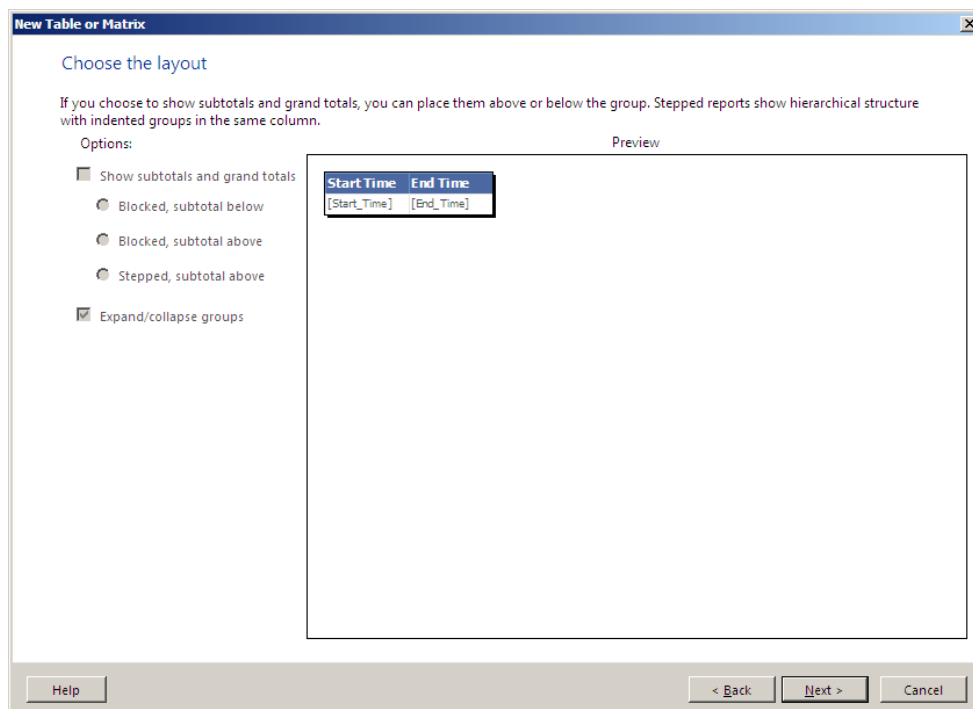 New Table or Matrix
Choose the layout
If you choose to show subtotals and grand totals, you can place them above or below the group. Stepped reports show hierarchical structure
with indented groups in the same column.
Options:
Preview
Show subtotals and grand totals
Blocked, subtotal below
Blocked, subtotal above
Stepped, subtotal above
Expand/collapse groups
Start Time End Time
[Start_Time] [End_Time]
Help
< Back
Next >
Cancel